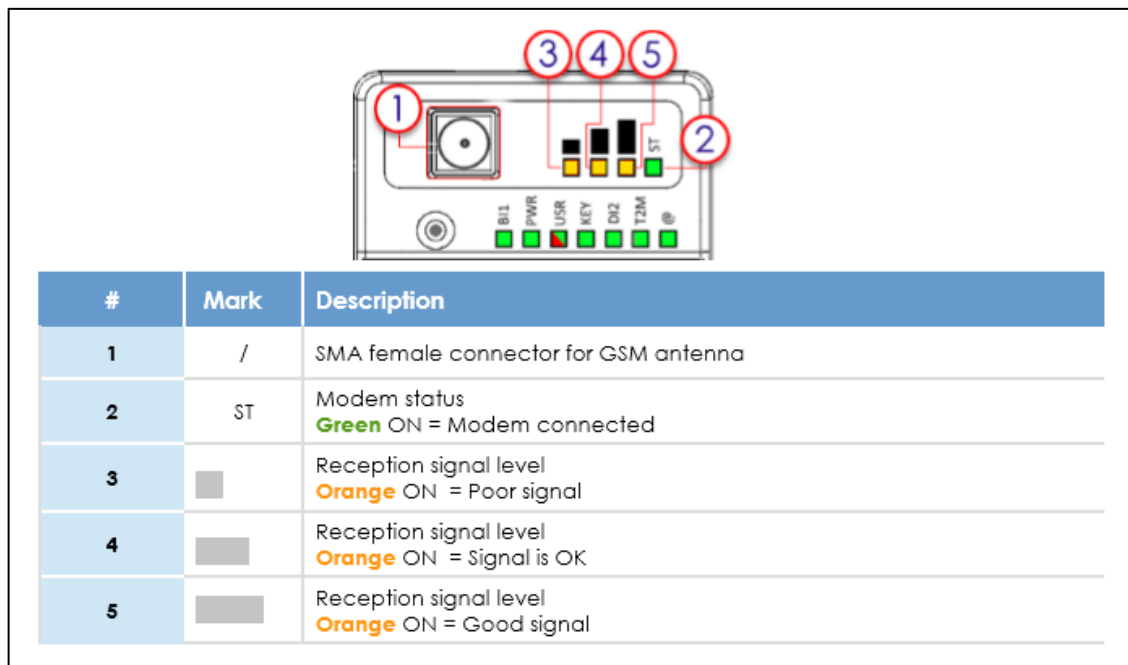 3 4 5
1
ST
2
BI1 PWR USR KEY DI2 T2M @
# Mark Description
1 / SMA female connector for GSM antenna
2 ST Modem status
Green ON = Modem connected
3 Reception signal level
Orange ON = Poor signal
4 Reception signal level
Orange ON = Signal is OK
5 Reception signal level
Orange ON = Good signal